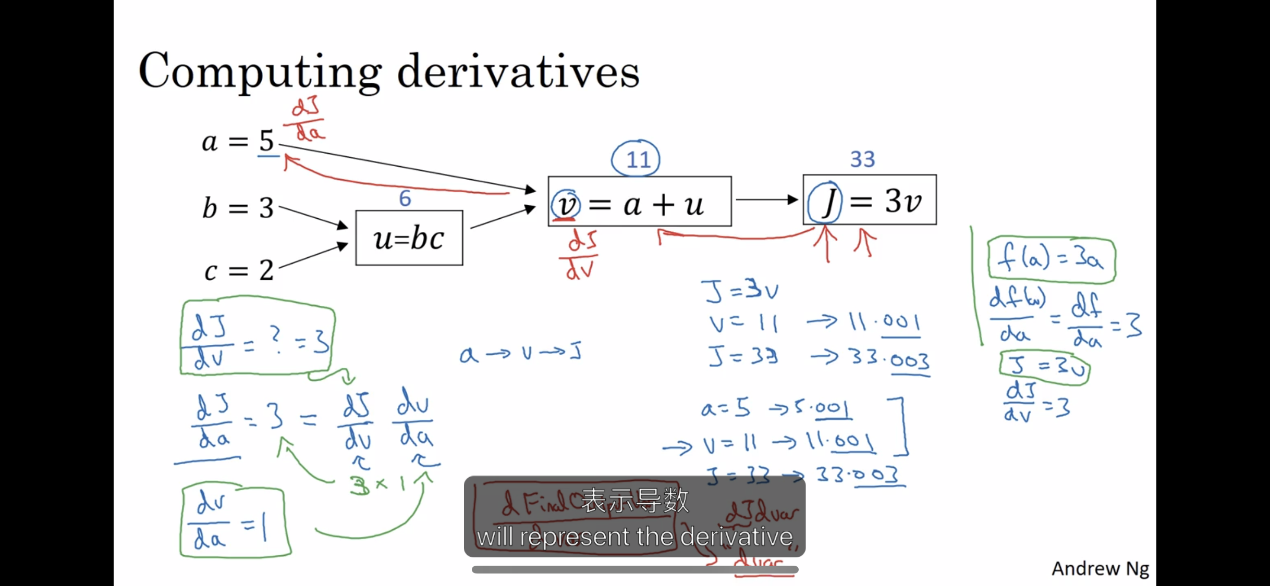 Computing derivatives
dJ/da
a = 5
11
33
b = 3
6
v = a + u
J = 3v
u=bc
c = 2
dJ/dv
f(a) = 3a
J = 3v
dJ/dv = ? = 3
v = 11 → 11.001
df(a)/da = df/da = 3
a → v → J
J = 33 → 33.003
J = 3v
dJ/da = 3 = dJ/dv dv/da
a = 5 → 5.001
dJ/dv = 3
→ v = 11 → 11.001
3 × 1
J = 33 → 33.003
dv/da = 1
dJdvar
"dvar"
表示导数
will represent the derivative
Andrew Ng